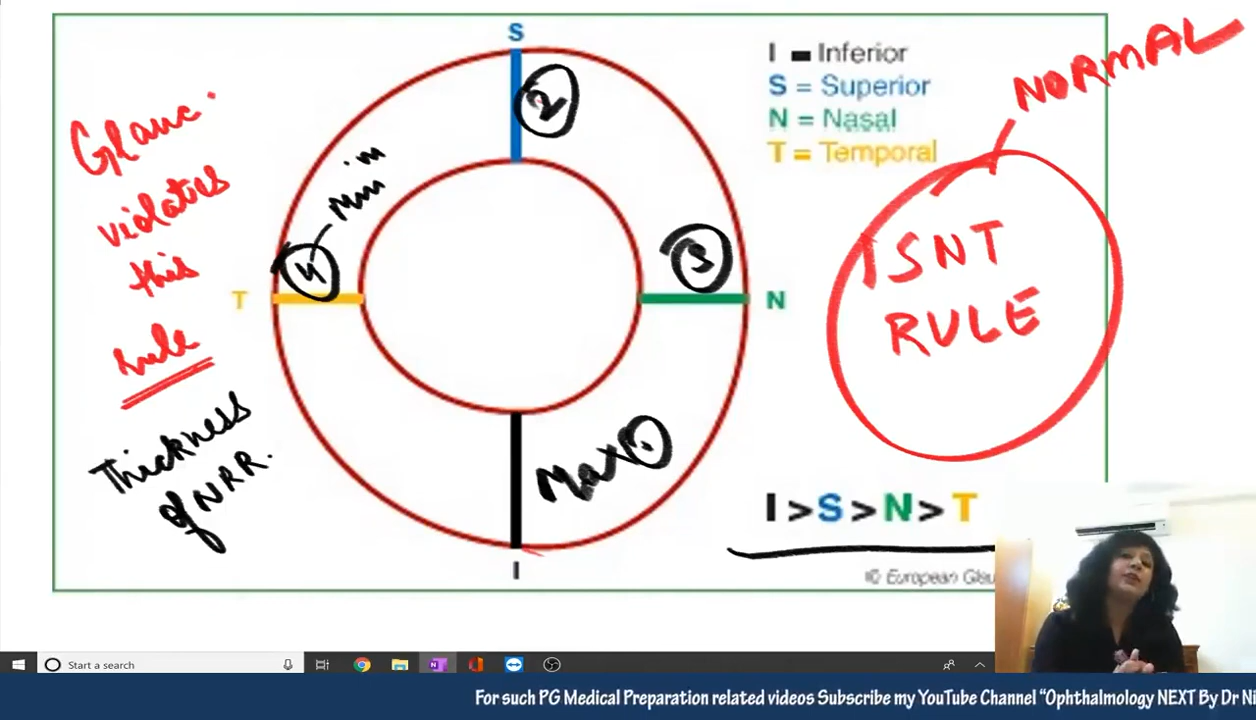 S
I = Inferior
S = Superior
N = Nasal
T = Temporal
NORMAL
ISNT
RULE
Glauc.
violates
this
rule
Thickness
of NRR.
2
Min
4
3
T
N
Max
I
I > S > N > T
© European Glau
Start a search
For such PG Medical Preparation related videos Subscribe my YouTube Channel "Ophthalmology NEXT By Dr Ni